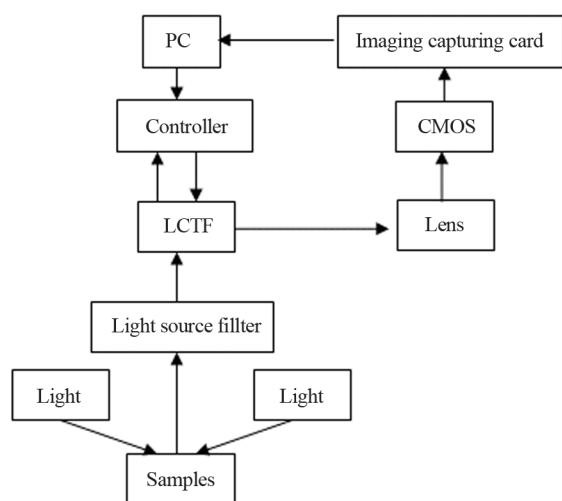 PC
Imaging capturing card
Controller
CMOS
LCTF
Lens
Light source fillter
Light
Light
Samples